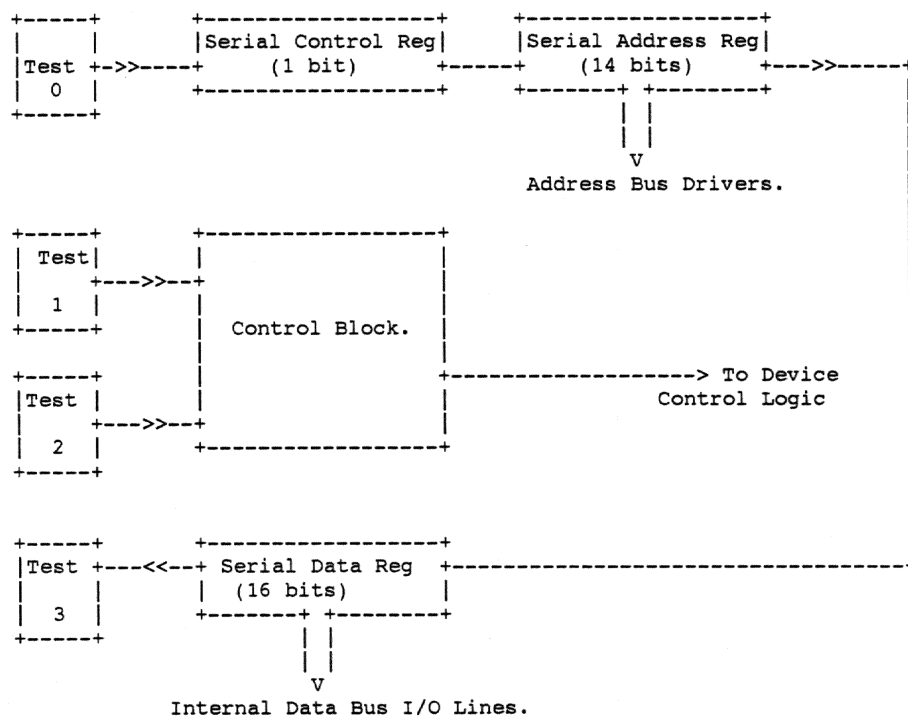 Serial Control Reg
(1 bit)
Serial Address Reg
(14 bits)
Test
0
V
Address Bus Drivers.
Test
1
Control Block.
To Device
Control Logic
Test
2
Test
3
Serial Data Reg
(16 bits)
V
Internal Data Bus I/O Lines.